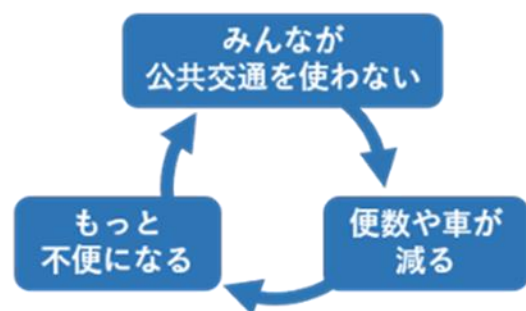 みんなが
公共交通を使わない
便数や車が
減る
もっと
不便になる